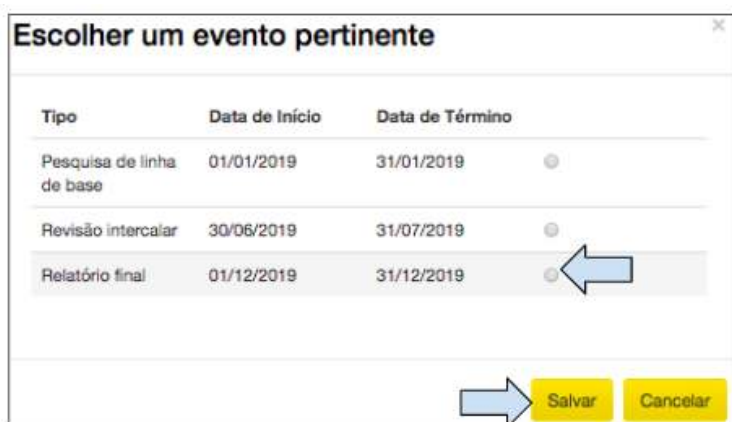 Escolher um evento pertinente
×
Tipo Data de Início Data de Término
Pesquisa de linha 01/01/2019 31/01/2019
de base
Revisão intercalar 30/06/2019 31/07/2019
Relatório final 01/12/2019 31/12/2019
Salvar Cancelar